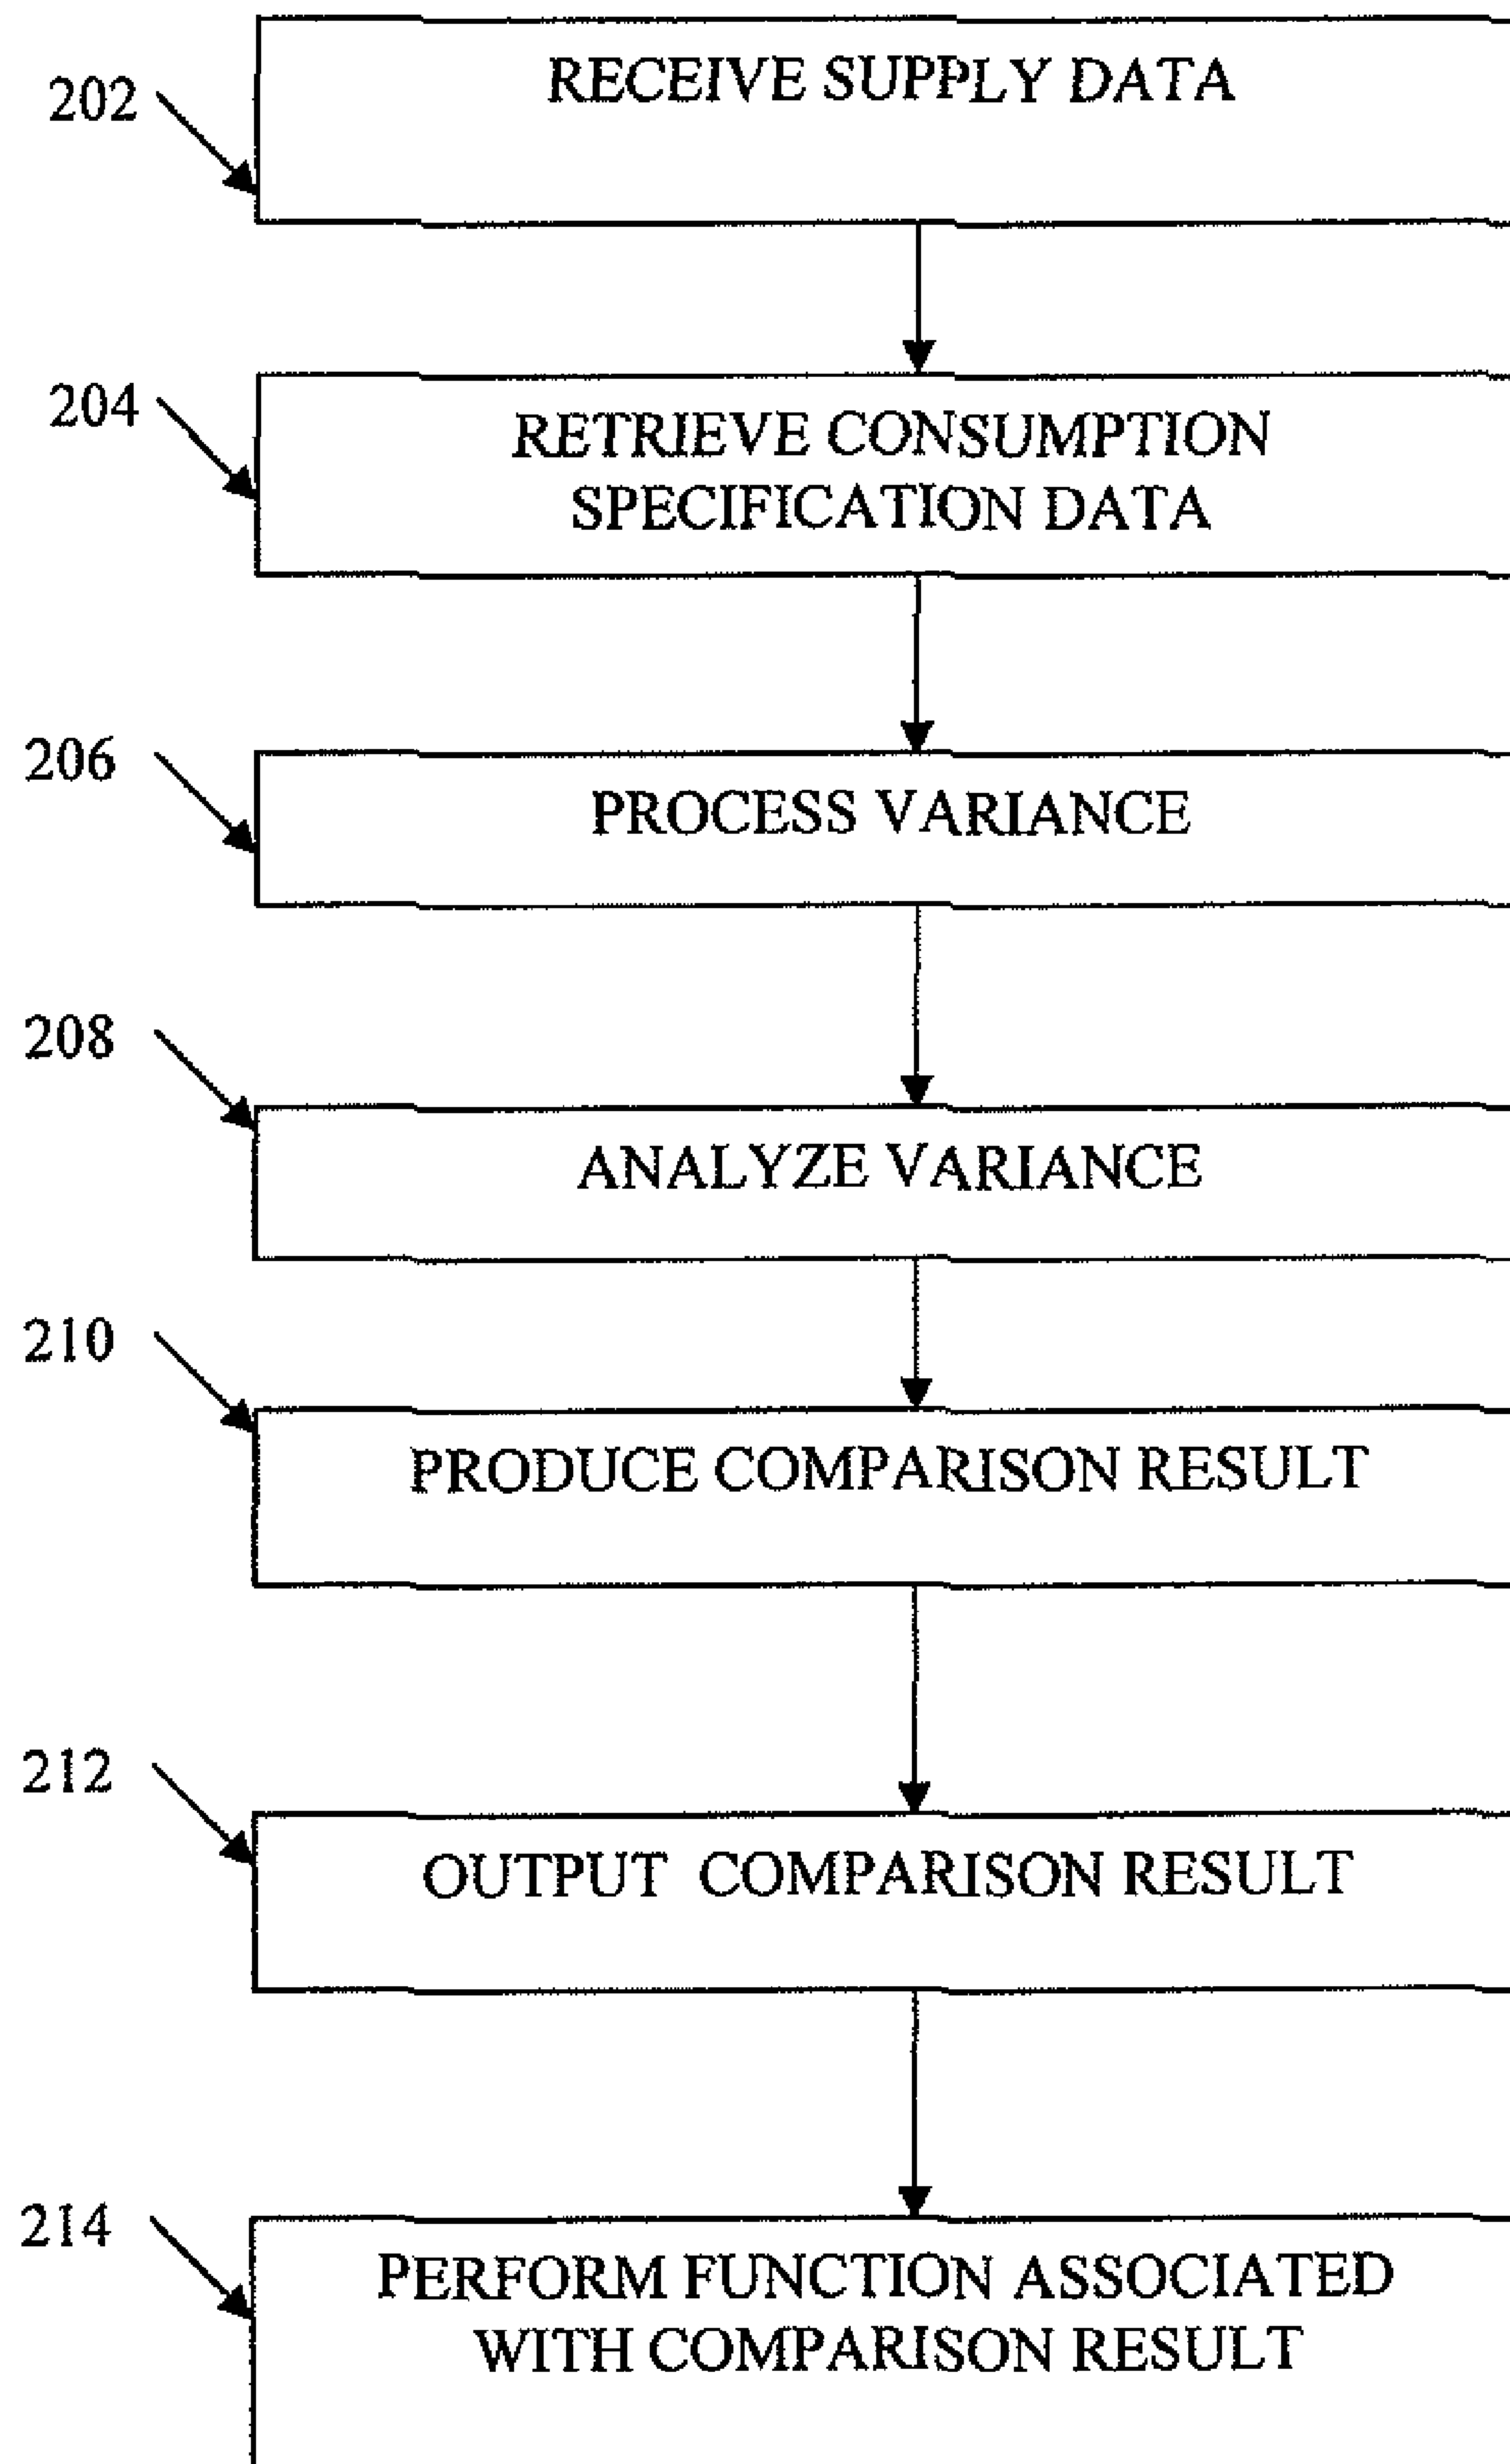 RECEIVE SUPPLY DATA
202
204
RETRIEVE CONSUMPTION
SPECIFICATION DATA
206
PROCESS VARIANCE
208
ANALYZE VARIANCE
210
PRODUCE COMPARISON RESULT
212
OUTPUT COMPARISON RESULT
214
PERFORM FUNCTION ASSOCIATED
WITH COMPARISON RESULT